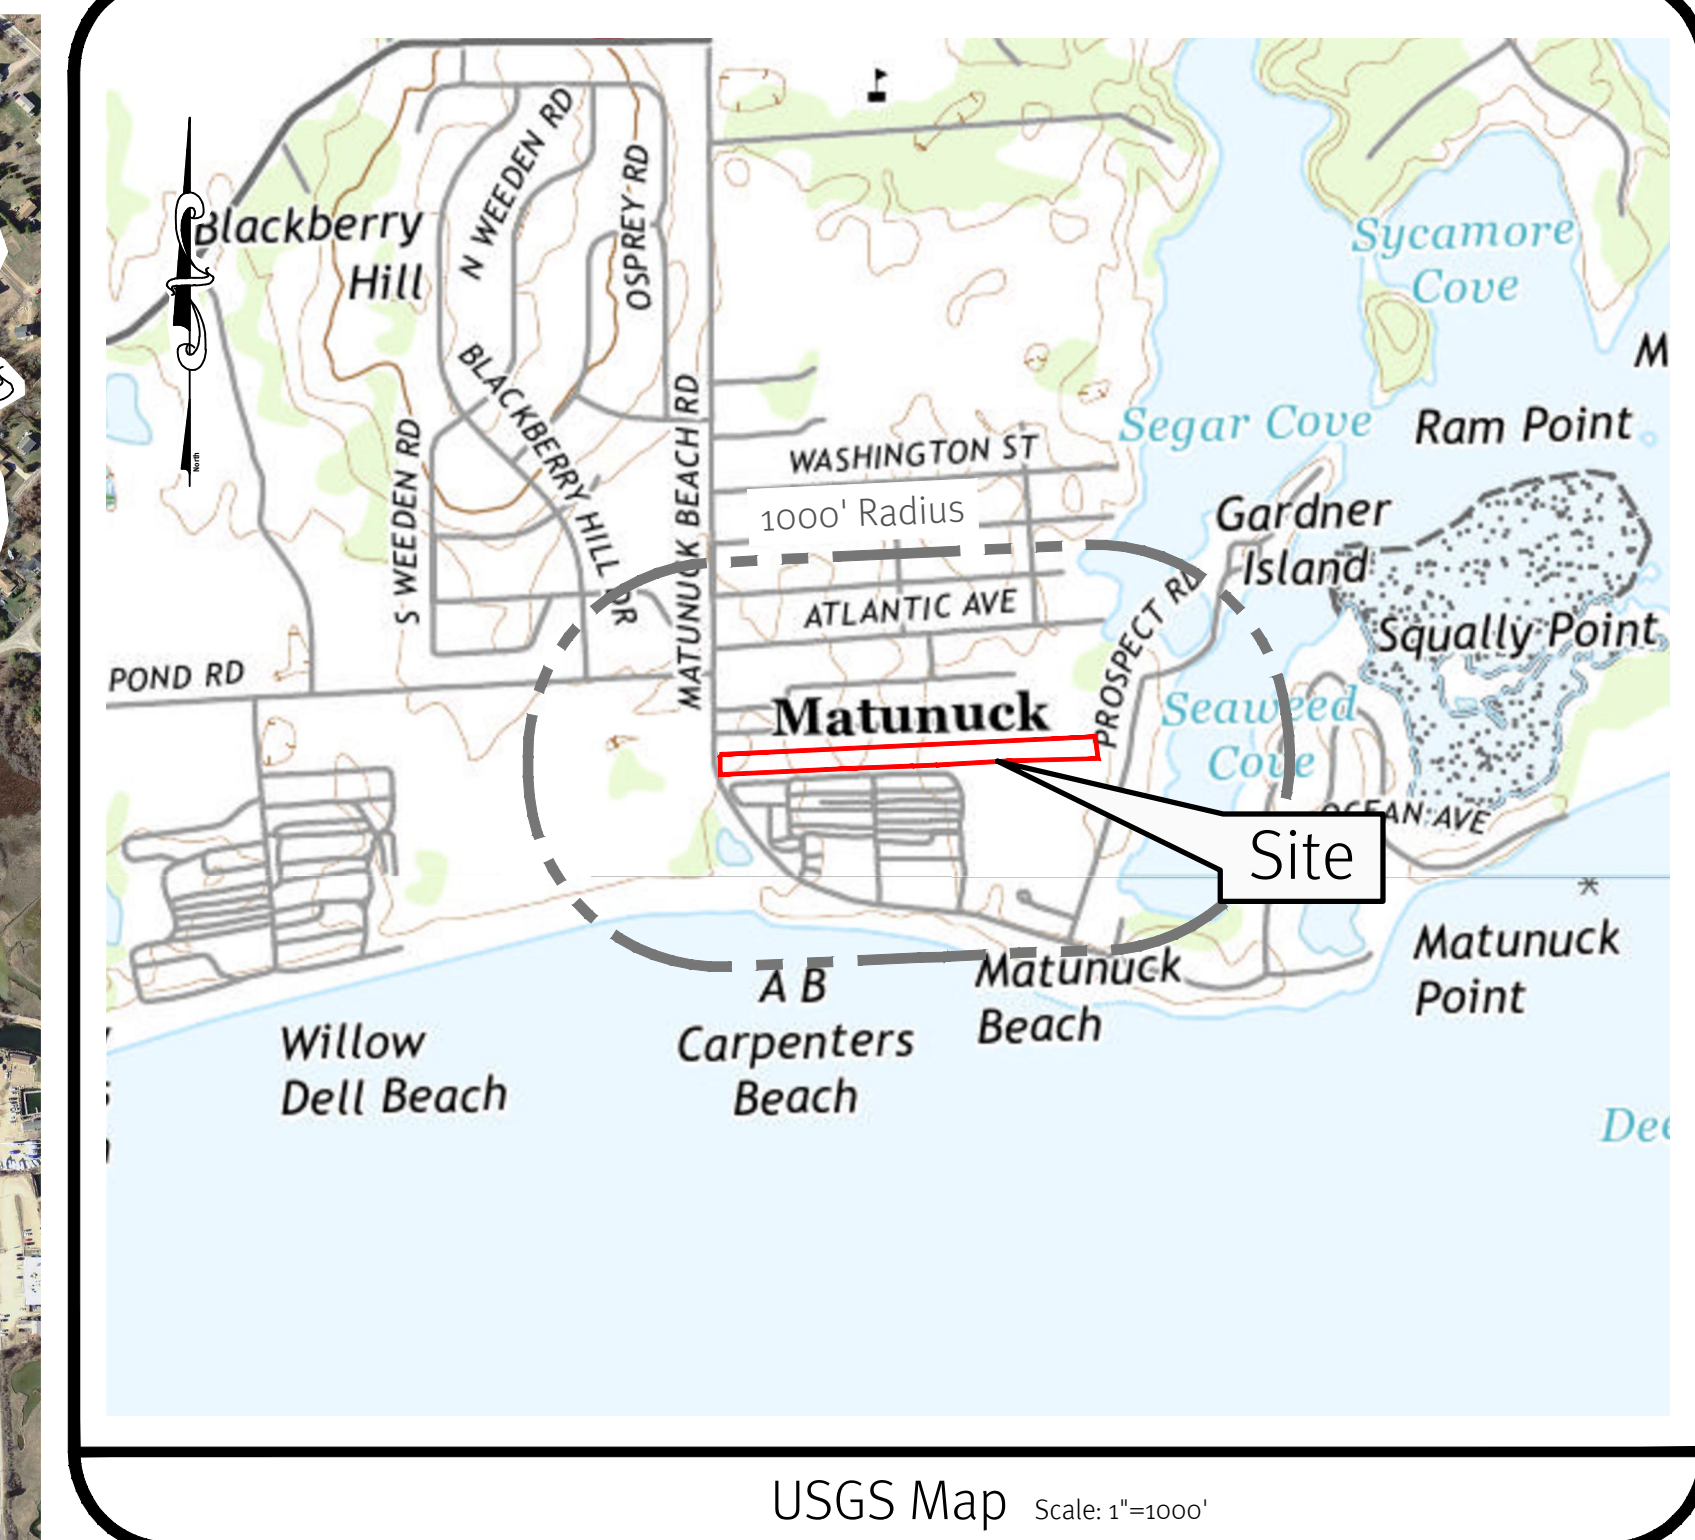 N WEEDEN RD
OSPREY RD
Blackberry
Hill
Sycamore
Cove
North
BLACKBERRY HILL DR
S WEEDEN RD
MATUNUCK BEACH RD
WASHINGTON ST
Segar Cove
Ram Point
M
1000' Radius
Gardner
Island
ATLANTIC AVE
PROSPECT RD
Squally Point
POND RD
Matunuck
Seaweed
Cove
OCEAN AVE
Site
Matunuck
Point
A B
Carpenters
Beach
Matunuck
Beach
Willow
Dell Beach
Dee
USGS Map Scale: 1"=1000'